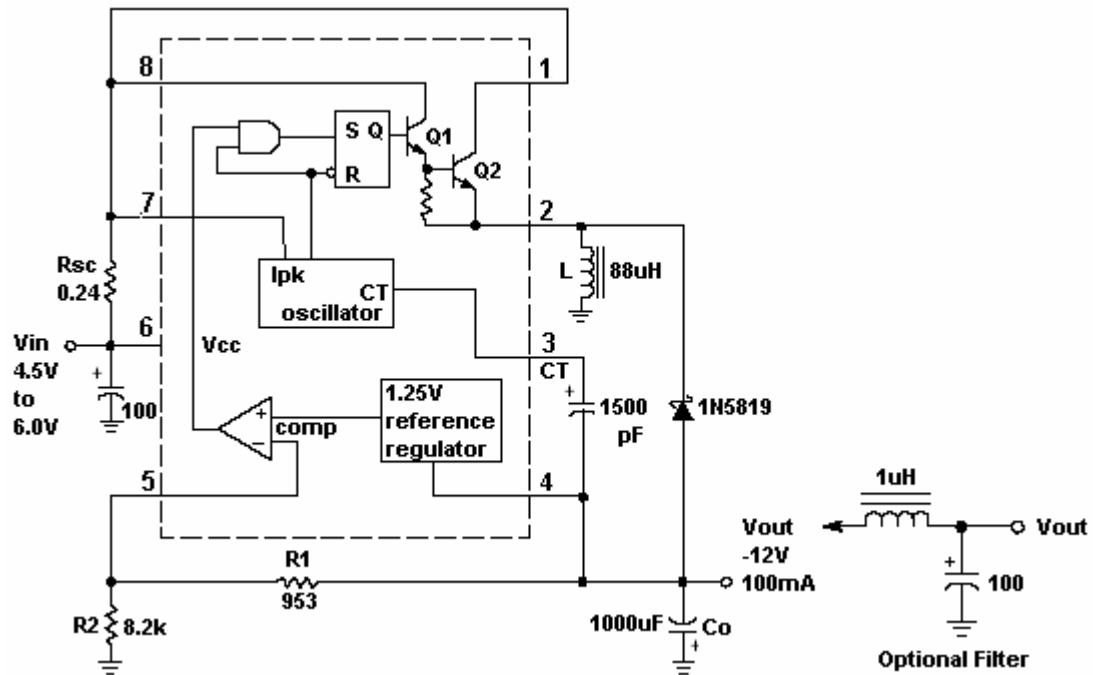 8
1
S Q
Q1
R
Q2
7
2
Rsc
0.24
Ipk
CT
oscillator
L
88uH
Vin
4.5V
to
6.0V
6
Vcc
3
CT
+
100
1.25V
reference
regulator
+
comp
−
+
1500
pF
1N5819
5
4
1uH
R1
953
Vout
-12V
100mA
Vout
+
100
R2
8.2k
1000uF
Co
+
Optional Filter